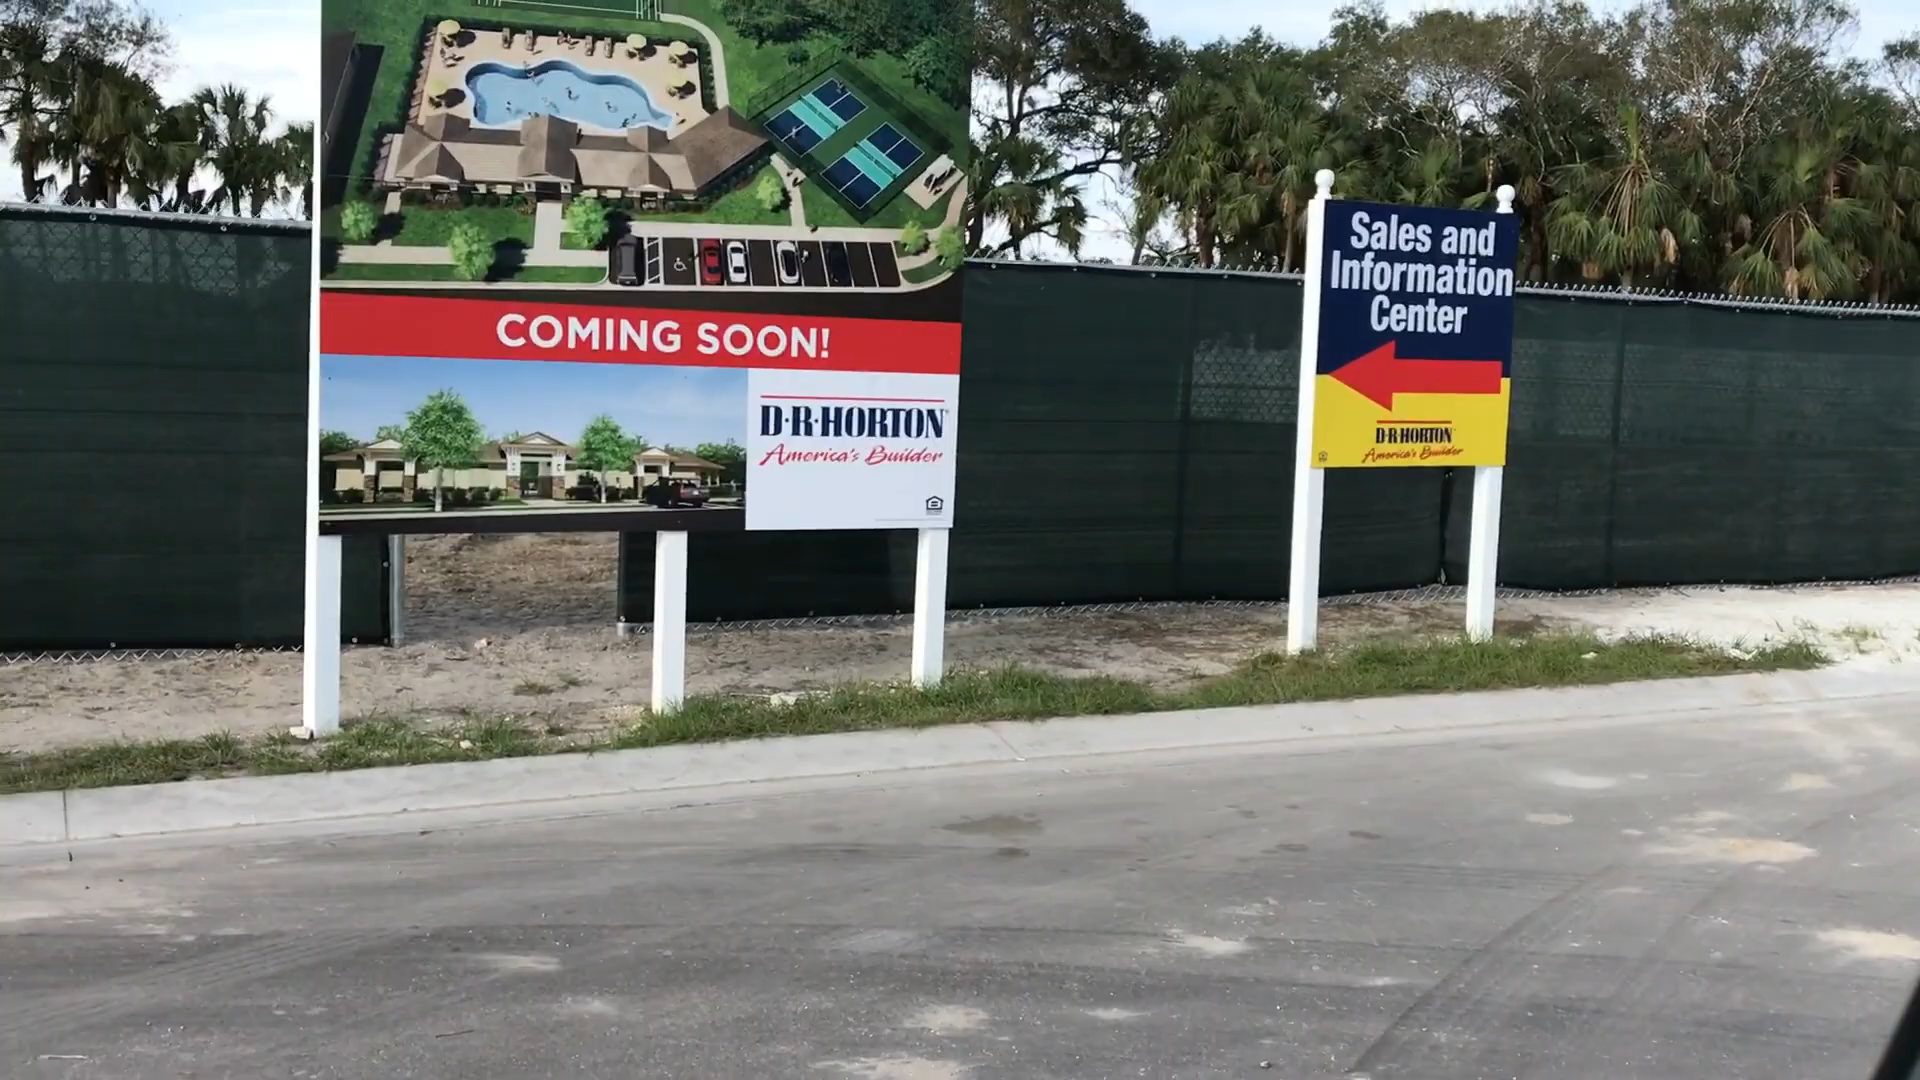 COMING SOON!
D·R·HORTON
America's Builder
Sales and
Information
Center
D·R·HORTON
America's Builder